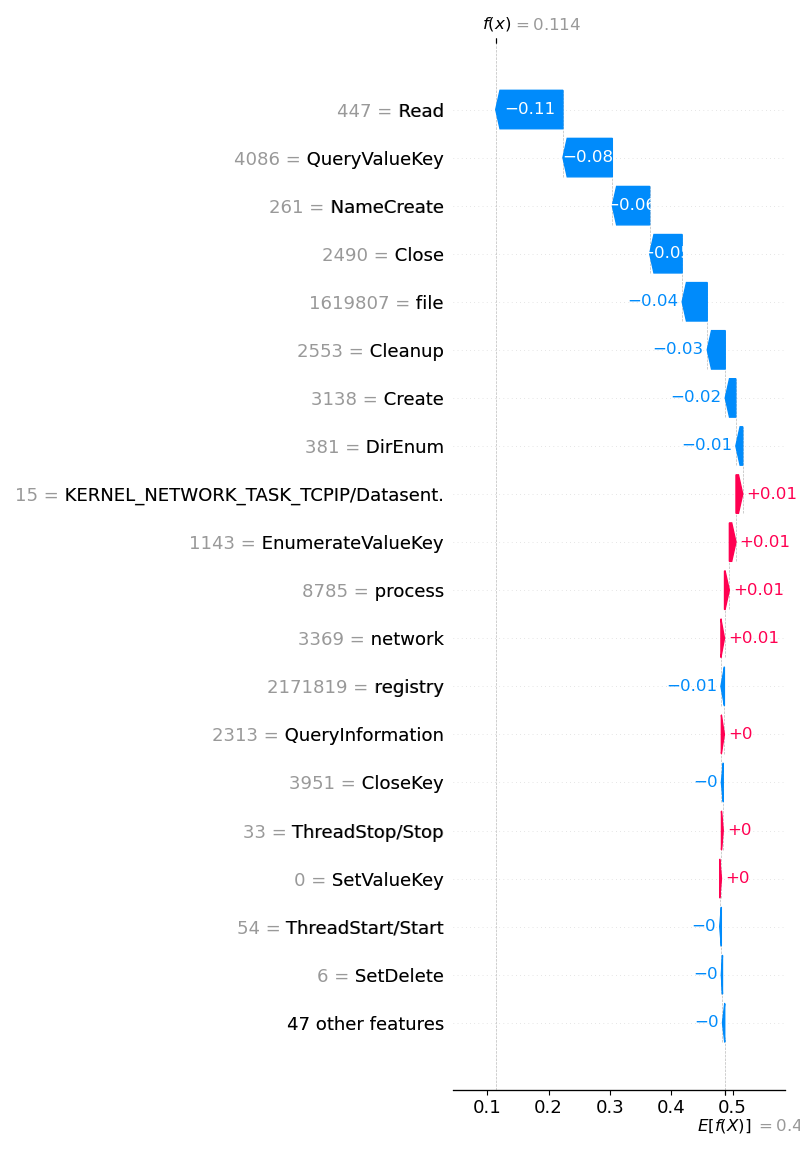 f(x) = 0.114
447 = Read
−0.11
4086 = QueryValueKey
−0.08
261 = NameCreate
−0.06
2490 = Close
−0.05
1619807 = file
−0.04
2553 = Cleanup
−0.03
3138 = Create
−0.02
381 = DirEnum
−0.01
15 = KERNEL_NETWORK_TASK_TCPIP/Datasent.
+0.01
1143 = EnumerateValueKey
+0.01
8785 = process
+0.01
3369 = network
+0.01
2171819 = registry
−0.01
2313 = QueryInformation
+0
3951 = CloseKey
−0
33 = ThreadStop/Stop
+0
0 = SetValueKey
+0
54 = ThreadStart/Start
−0
6 = SetDelete
−0
47 other features
−0
0.1 0.2 0.3 0.4 0.5
E[f(X)] = 0.4